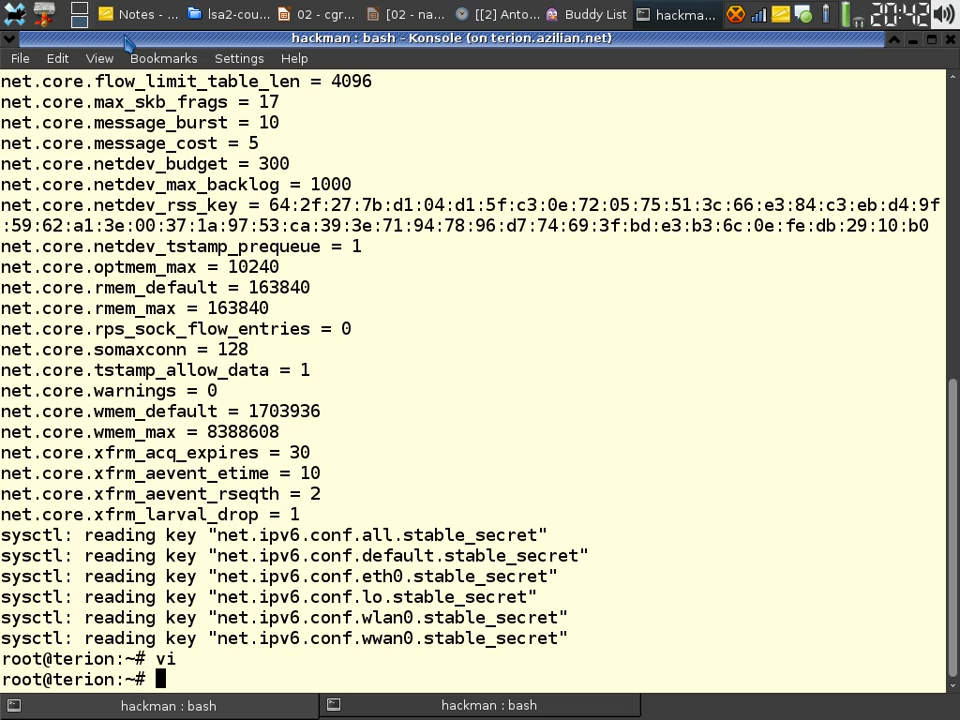 Notes - ...
lsa2-cou...
02 - cgr...
[02 - na...
[[2] Anto...
Buddy List
hackma...
20:42
hackman : bash - Konsole (on terion.azilian.net)
File Edit View Bookmarks Settings Help
net.core.flow_limit_table_len = 4096
net.core.max_skb_frags = 17
net.core.message_burst = 10
net.core.message_cost = 5
net.core.netdev_budget = 300
net.core.netdev_max_backlog = 1000
net.core.netdev_rss_key = 64:2f:27:7b:d1:04:d1:5f:c3:0e:72:05:75:51:3c:66:e3:84:c3:eb:d4:9f
:59:62:a1:3e:00:37:1a:97:53:ca:39:3e:71:94:78:96:d7:74:69:3f:bd:e3:b3:6c:0e:fe:db:29:10:b0
net.core.netdev_tstamp_prequeue = 1
net.core.optmem_max = 10240
net.core.rmem_default = 163840
net.core.rmem_max = 163840
net.core.rps_sock_flow_entries = 0
net.core.somaxconn = 128
net.core.tstamp_allow_data = 1
net.core.warnings = 0
net.core.wmem_default = 1703936
net.core.wmem_max = 8388608
net.core.xfrm_acq_expires = 30
net.core.xfrm_aevent_etime = 10
net.core.xfrm_aevent_rseqth = 2
net.core.xfrm_larval_drop = 1
sysctl: reading key "net.ipv6.conf.all.stable_secret"
sysctl: reading key "net.ipv6.conf.default.stable_secret"
sysctl: reading key "net.ipv6.conf.eth0.stable_secret"
sysctl: reading key "net.ipv6.conf.lo.stable_secret"
sysctl: reading key "net.ipv6.conf.wlan0.stable_secret"
sysctl: reading key "net.ipv6.conf.wwan0.stable_secret"
root@terion:~# vi
root@terion:~#
hackman : bash
hackman : bash